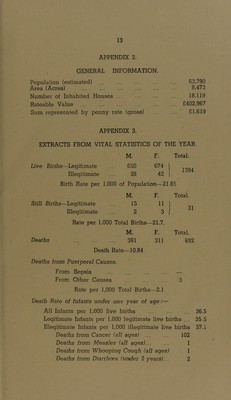 12
APPENDIX 2.
GENERAL INFORMATION.
Population (estimated) ... ... ... ... 63,790
Area (Acres) ... ... ... ... 8,472
Number of Inhabited Houses ... ... ... 18,119
Rateable Value ... ... ... ... £402,967
Sum represented by penny rate (gross) ... ... £1,619
APPENDIX 3.
EXTRACTS FROM VITAL STATISTICS OF THE YEAR.
M. F. Total.
Live Births—Legitimate 650 674
1394
Illegitimate 28 42
Birth Rate per 1,000 of Population—21.85
M. F. Total.
Still Births—Legitimate 15 11
31
Illegitimate 2 3
Rate per 1,000 Total Births—21.7.
M. F. Total.
Deaths 381 311 692
Death Rate—10.84
Deaths from Puerperal Causes.
From Sepsis —
From Other Causes 3
Rate per 1,000 Total Births—2.1
Death Rate of Infants under one year of age:—
All Infants per 1,000 live births ... 36.5
Legitimate Infants per 1,000 legitimate live births ... 35.5
Illegitimate Infants per 1,000 illegitimate live births 57.1
Deaths from Cancer (all ages) ... 102
Deaths from Measles (all ages)... 1
Deaths from Whooping Cough (all ages) 1
Deaths from Diarrhœa (under 2 years)... 2